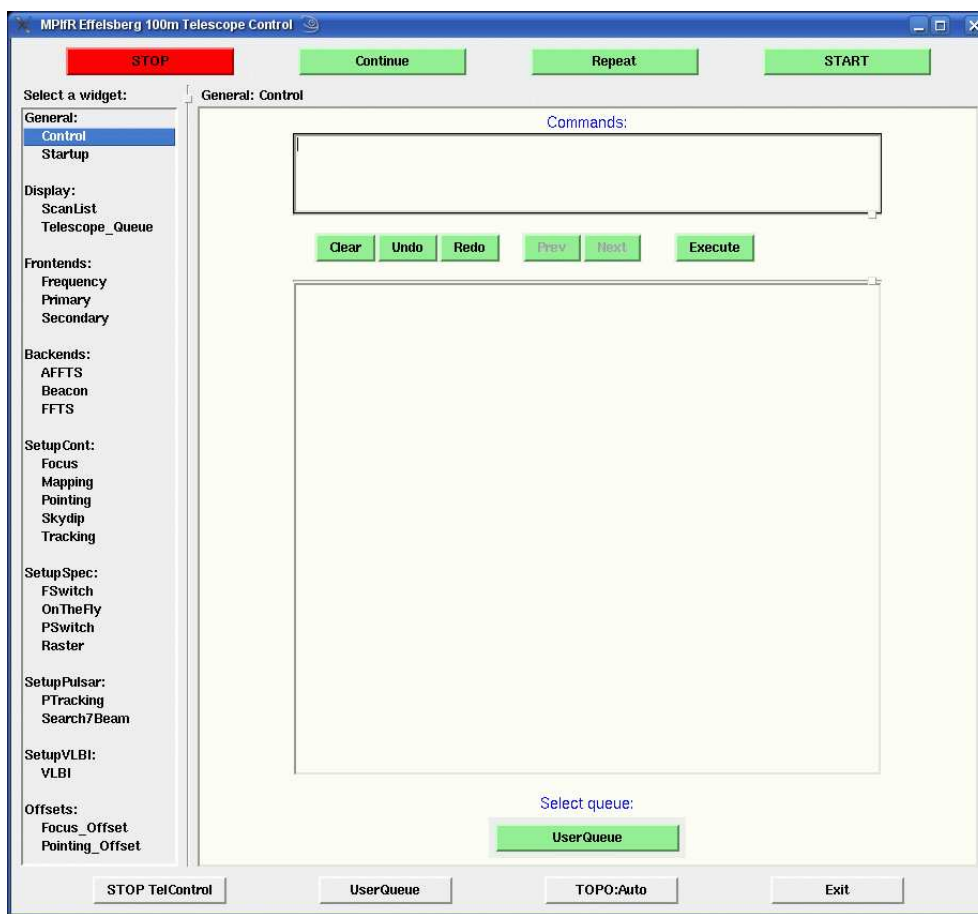 MPIfR Effelsberg 100m Telescope Control
STOP Continue Repeat START
Select a widget:
General: Control
General:
Control
Startup
Display:
ScanList
Telescope_Queue
Frontends:
Frequency
Primary
Secondary
Backends:
AFFTS
Beacon
FFTS
SetupCont:
Focus
Mapping
Pointing
Skydip
Tracking
SetupSpec:
FSwitch
OnTheFly
PSwitch
Raster
SetupPulsar:
PTracking
Search7Beam
SetupVLBI:
VLBI
Offsets:
Focus_Offset
Pointing_Offset
Commands:
Clear Undo Redo Prev Next Execute
Select queue:
UserQueue
STOP TelControl UserQueue TOPO:Auto Exit